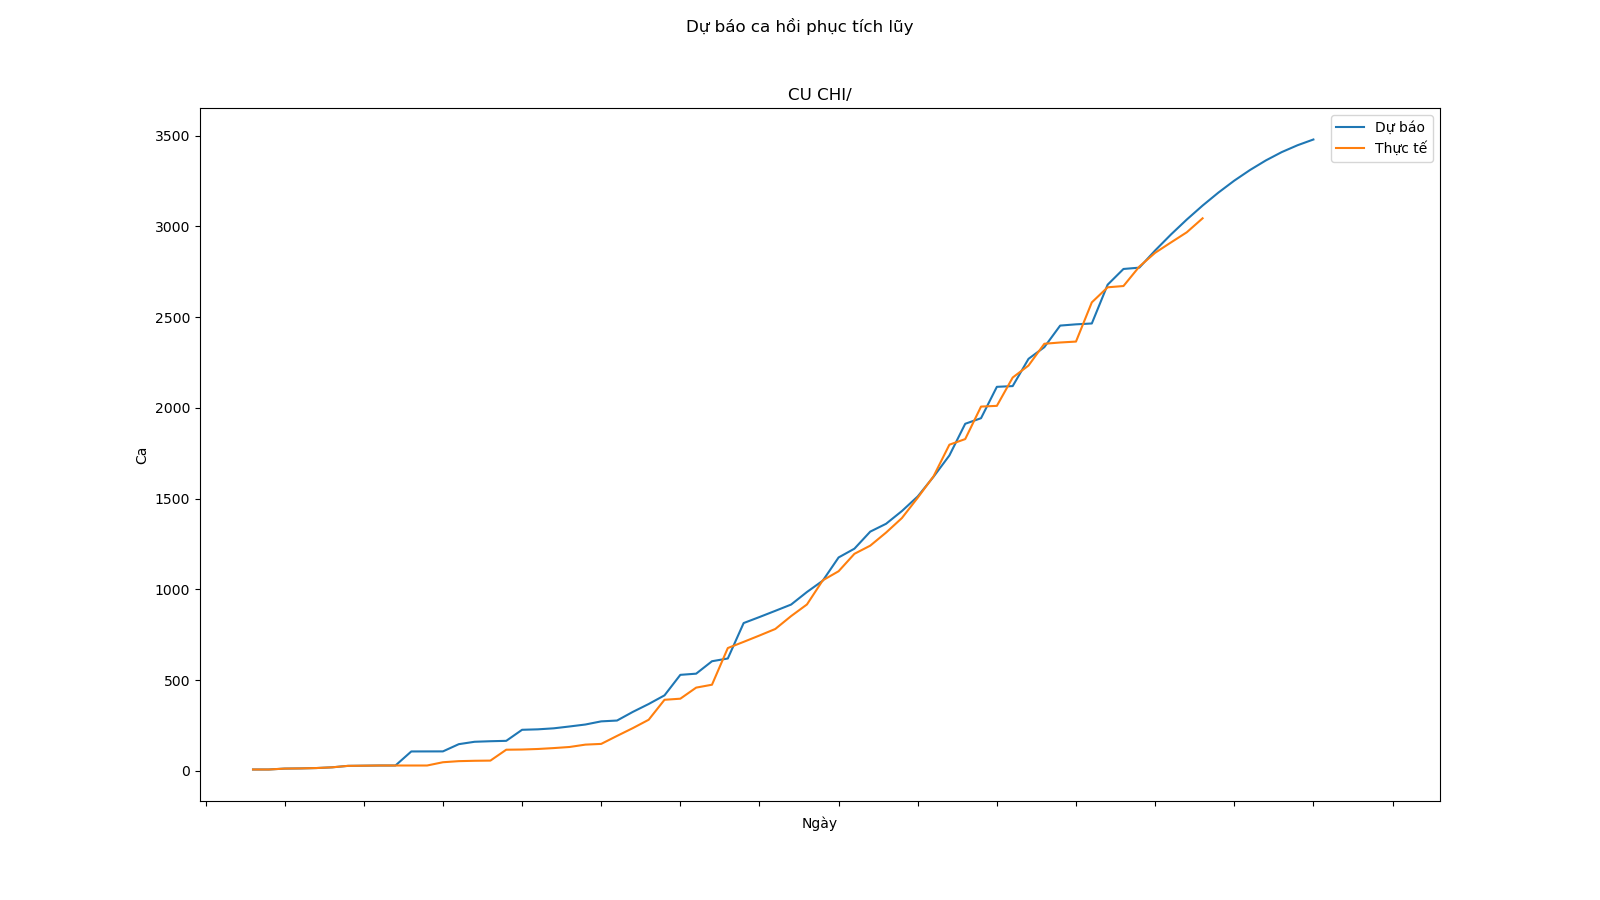 Dự báo ca hồi phục tích lũy
CU CHI/
Dự báo
Thực tế
3500
3000
2500
2000
1500
1000
500
0
Ca
Ngày